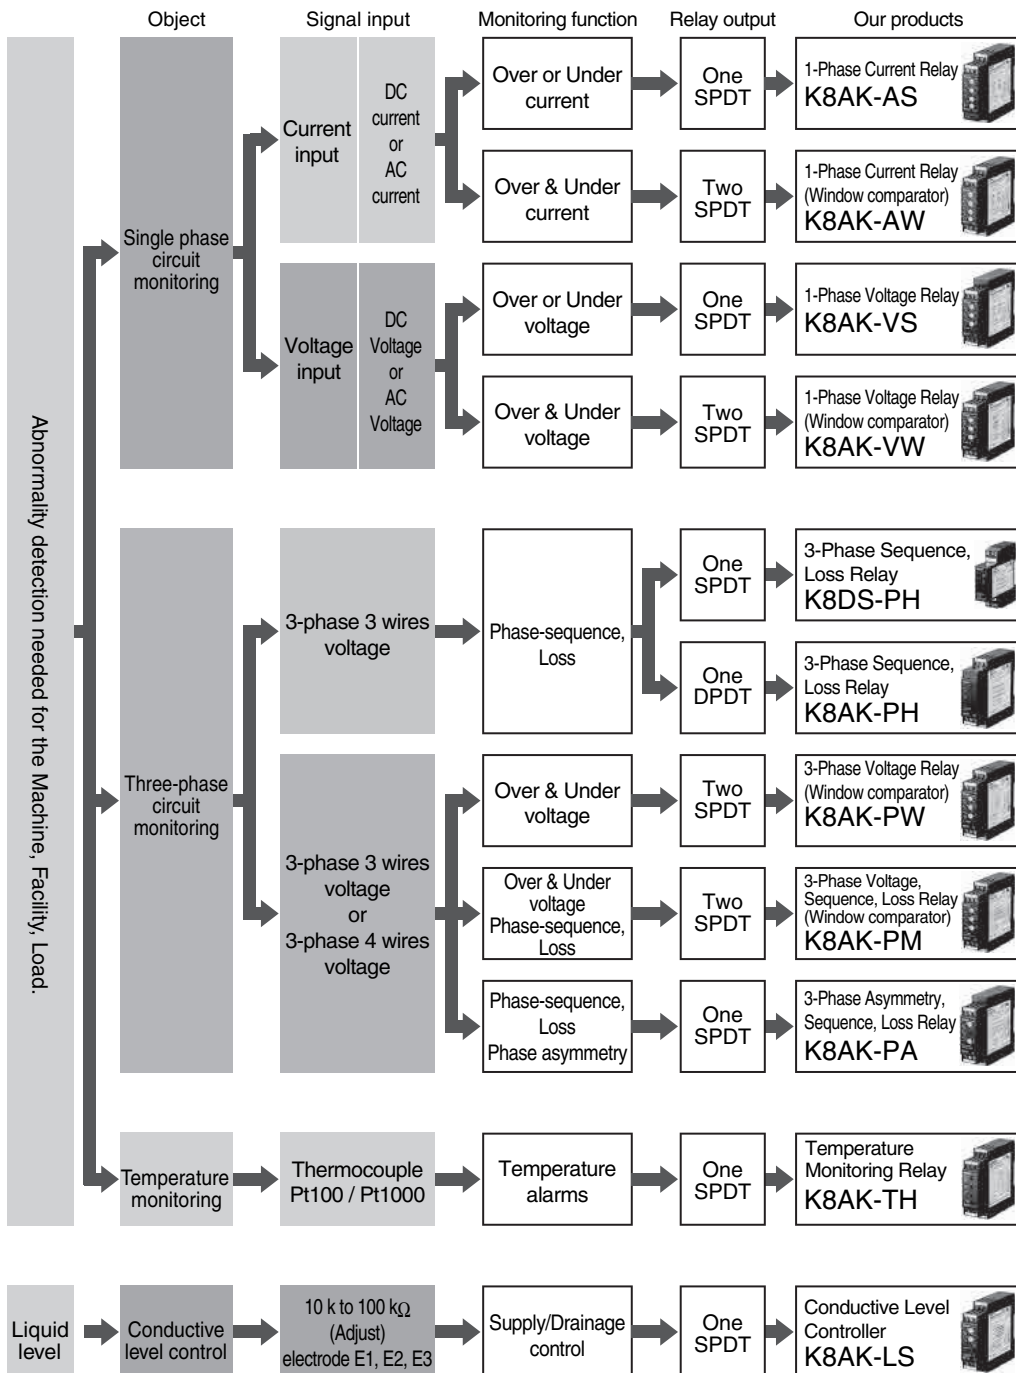 Object
Signal input
Monitoring function
Relay output
Our products
Abnormality detection needed for the Machine, Facility, Load.
Single phase
circuit
monitoring
Current
input
DC
current
or
AC
current
Over or Under
current
One
SPDT
1-Phase Current Relay
K8AK-AS
Over & Under
current
Two
SPDT
1-Phase Current Relay
(Window comparator)
K8AK-AW
Voltage
input
DC
Voltage
or
AC
Voltage
Over or Under
voltage
One
SPDT
1-Phase Voltage Relay
K8AK-VS
Over & Under
voltage
Two
SPDT
1-Phase Voltage Relay
(Window comparator)
K8AK-VW
Three-phase
circuit
monitoring
3-phase 3 wires
voltage
Phase-sequence,
Loss
One
SPDT
3-Phase Sequence,
Loss Relay
K8DS-PH
One
DPDT
3-Phase Sequence,
Loss Relay
K8AK-PH
3-phase 3 wires
voltage
or
3-phase 4 wires
voltage
Over & Under
voltage
Two
SPDT
3-Phase Voltage Relay
(Window comparator)
K8AK-PW
Over & Under
voltage
Phase-sequence,
Loss
Two
SPDT
3-Phase Voltage,
Sequence, Loss Relay
(Window comparator)
K8AK-PM
Phase-sequence,
Loss
Phase asymmetry
One
SPDT
3-Phase Asymmetry,
Sequence, Loss Relay
K8AK-PA
Temperature
monitoring
Thermocouple
Pt100 / Pt1000
Temperature
alarms
One
SPDT
Temperature
Monitoring Relay
K8AK-TH
Liquid
level
Conductive
level control
10 k to 100 kΩ
(Adjust)
electrode E1, E2, E3
Supply/Drainage
control
One
SPDT
Conductive Level
Controller
K8AK-LS